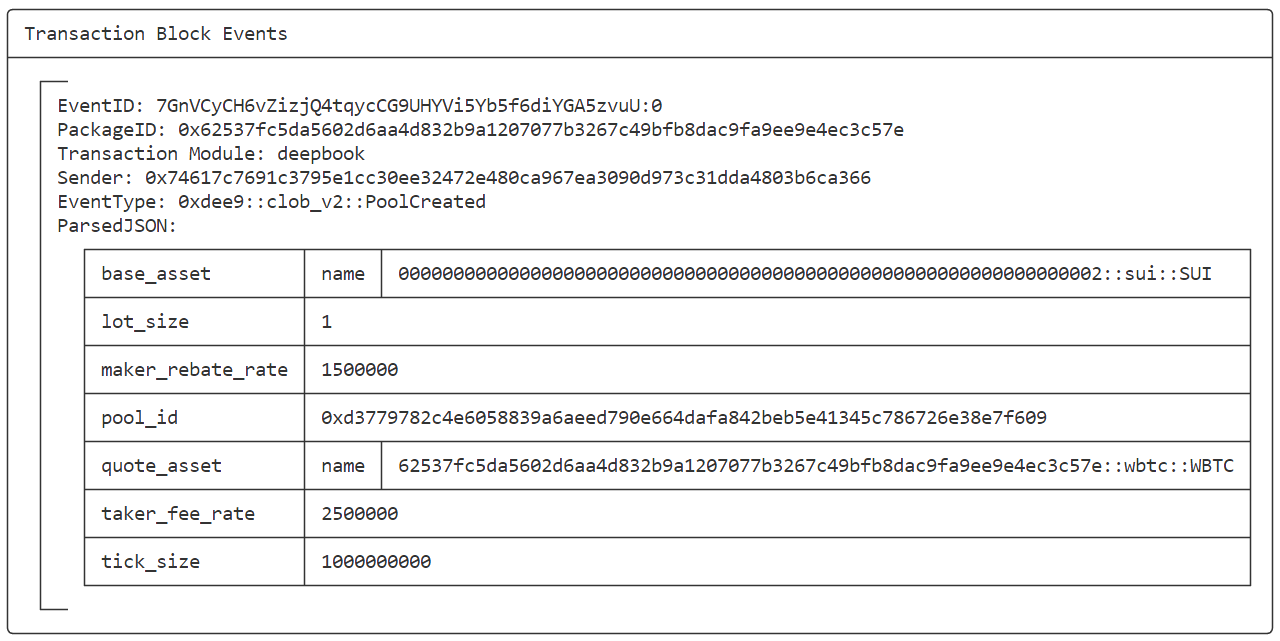 Transaction Block Events
EventID: 7GnVCyCH6vZizjQ4tqycCG9UHYVi5Yb5f6diYGA5zvuU:0
PackageID: 0x62537fc5da5602d6aa4d832b9a1207077b3267c49bfb8dac9fa9ee9e4ec3c57e
Transaction Module: deepbook
Sender: 0x74617c7691c3795e1cc30ee32472e480ca967ea3090d973c31dda4803b6ca366
EventType: 0xdee9::clob_v2::PoolCreated
ParsedJSON:
base_asset name 0000000000000000000000000000000000000000000000000000000000000002::sui::SUI
lot_size 1
maker_rebate_rate 1500000
pool_id 0xd3779782c4e6058839a6aeed790e664dafa842beb5e41345c786726e38e7f609
quote_asset name 62537fc5da5602d6aa4d832b9a1207077b3267c49bfb8dac9fa9ee9e4ec3c57e::wbtc::WBTC
taker_fee_rate 2500000
tick_size 1000000000